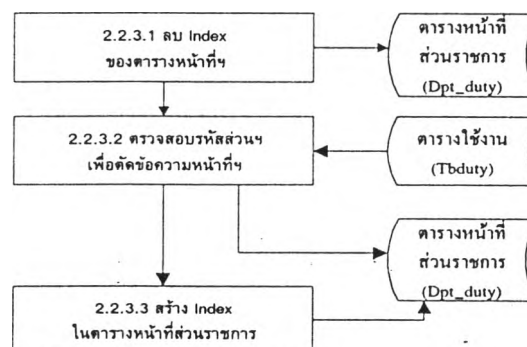 2.2.3.1 ลบ Index
ของตารางหน้าที่ฯ
ตารางหน้าที่
ส่วนราชการ
(Dpt_duty)
2.2.3.2 ตรวจสอบรหัสส่วนฯ
เพื่อตัดข้อความหน้าที่ฯ
ตารางใช้งาน
(Tbduty)
ตารางหน้าที่
ส่วนราชการ
(Dpt_duty)
2.2.3.3 สร้าง Index
ในตารางหน้าที่ส่วนราชการ